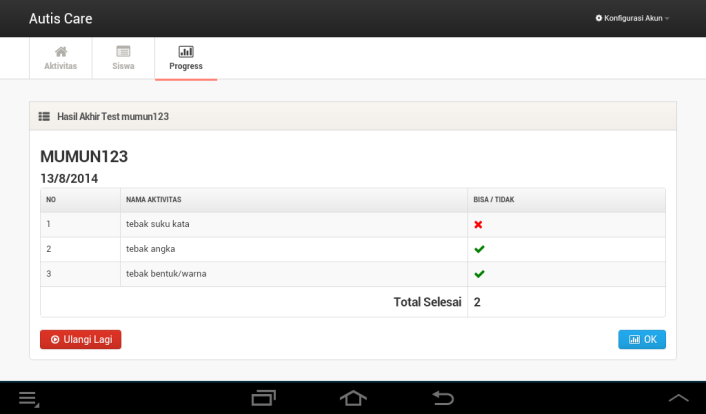 Autis Care
Konfigurasi Akun
Aktivitas
Siswa
Progress
Hasil Akhir Test mumun123
MUMUN123
13/8/2014
NO NAMA AKTIVITAS BISA / TIDAK
1 tebak suku kata
2 tebak angka
3 tebak bentuk/warna
Total Selesai 2
Ulangi Lagi
OK